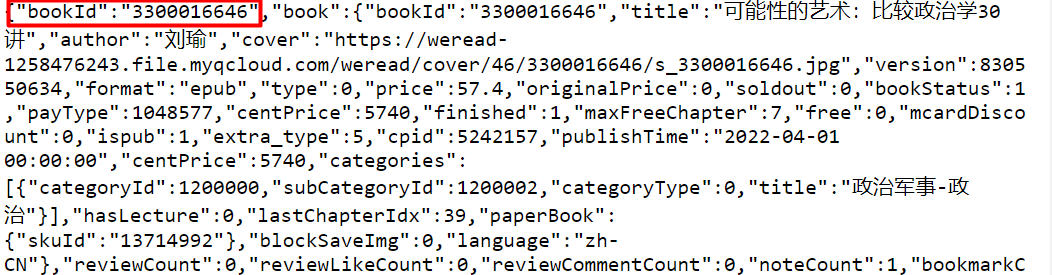 {"bookId":"3300016646","book":{"bookId":"3300016646","title":"可能性的艺术：比较政治学30
讲","author":"刘瑜","cover":"https://weread-
1258476243.file.myqcloud.com/weread/cover/46/3300016646/s_3300016646.jpg","version":8305
50634,"format":"epub","type":0,"price":57.4,"originalPrice":0,"soldout":0,"bookStatus":1
,"payType":1048577,"centPrice":5740,"finished":1,"maxFreeChapter":7,"free":0,"mcardDisco
unt":0,"ispub":1,"extra_type":5,"cpid":5242157,"publishTime":"2022-04-01
00:00:00","centPrice":5740,"categories":
[{"categoryId":1200000,"subCategoryId":1200002,"categoryType":0,"title":"政治军事-政
治"}],"hasLecture":0,"lastChapterIdx":39,"paperBook":
{"skuId":"13714992"},"blockSaveImg":0,"language":"zh-
CN"},"reviewCount":0,"reviewLikeCount":0,"reviewCommentCount":0,"noteCount":1,"bookmarkC